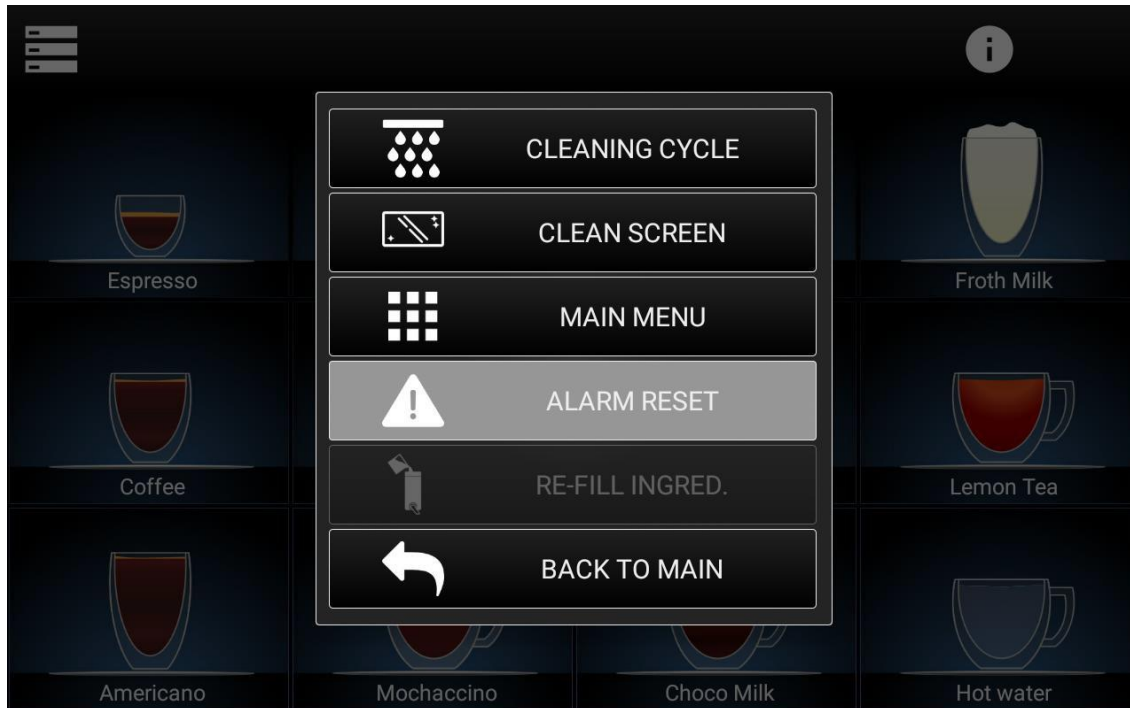 i
CLEANING CYCLE
CLEAN SCREEN
Espresso
Froth Milk
MAIN MENU
ALARM RESET
Coffee
RE-FILL INGRED.
Lemon Tea
BACK TO MAIN
Americano
Mochaccino
Choco Milk
Hot water